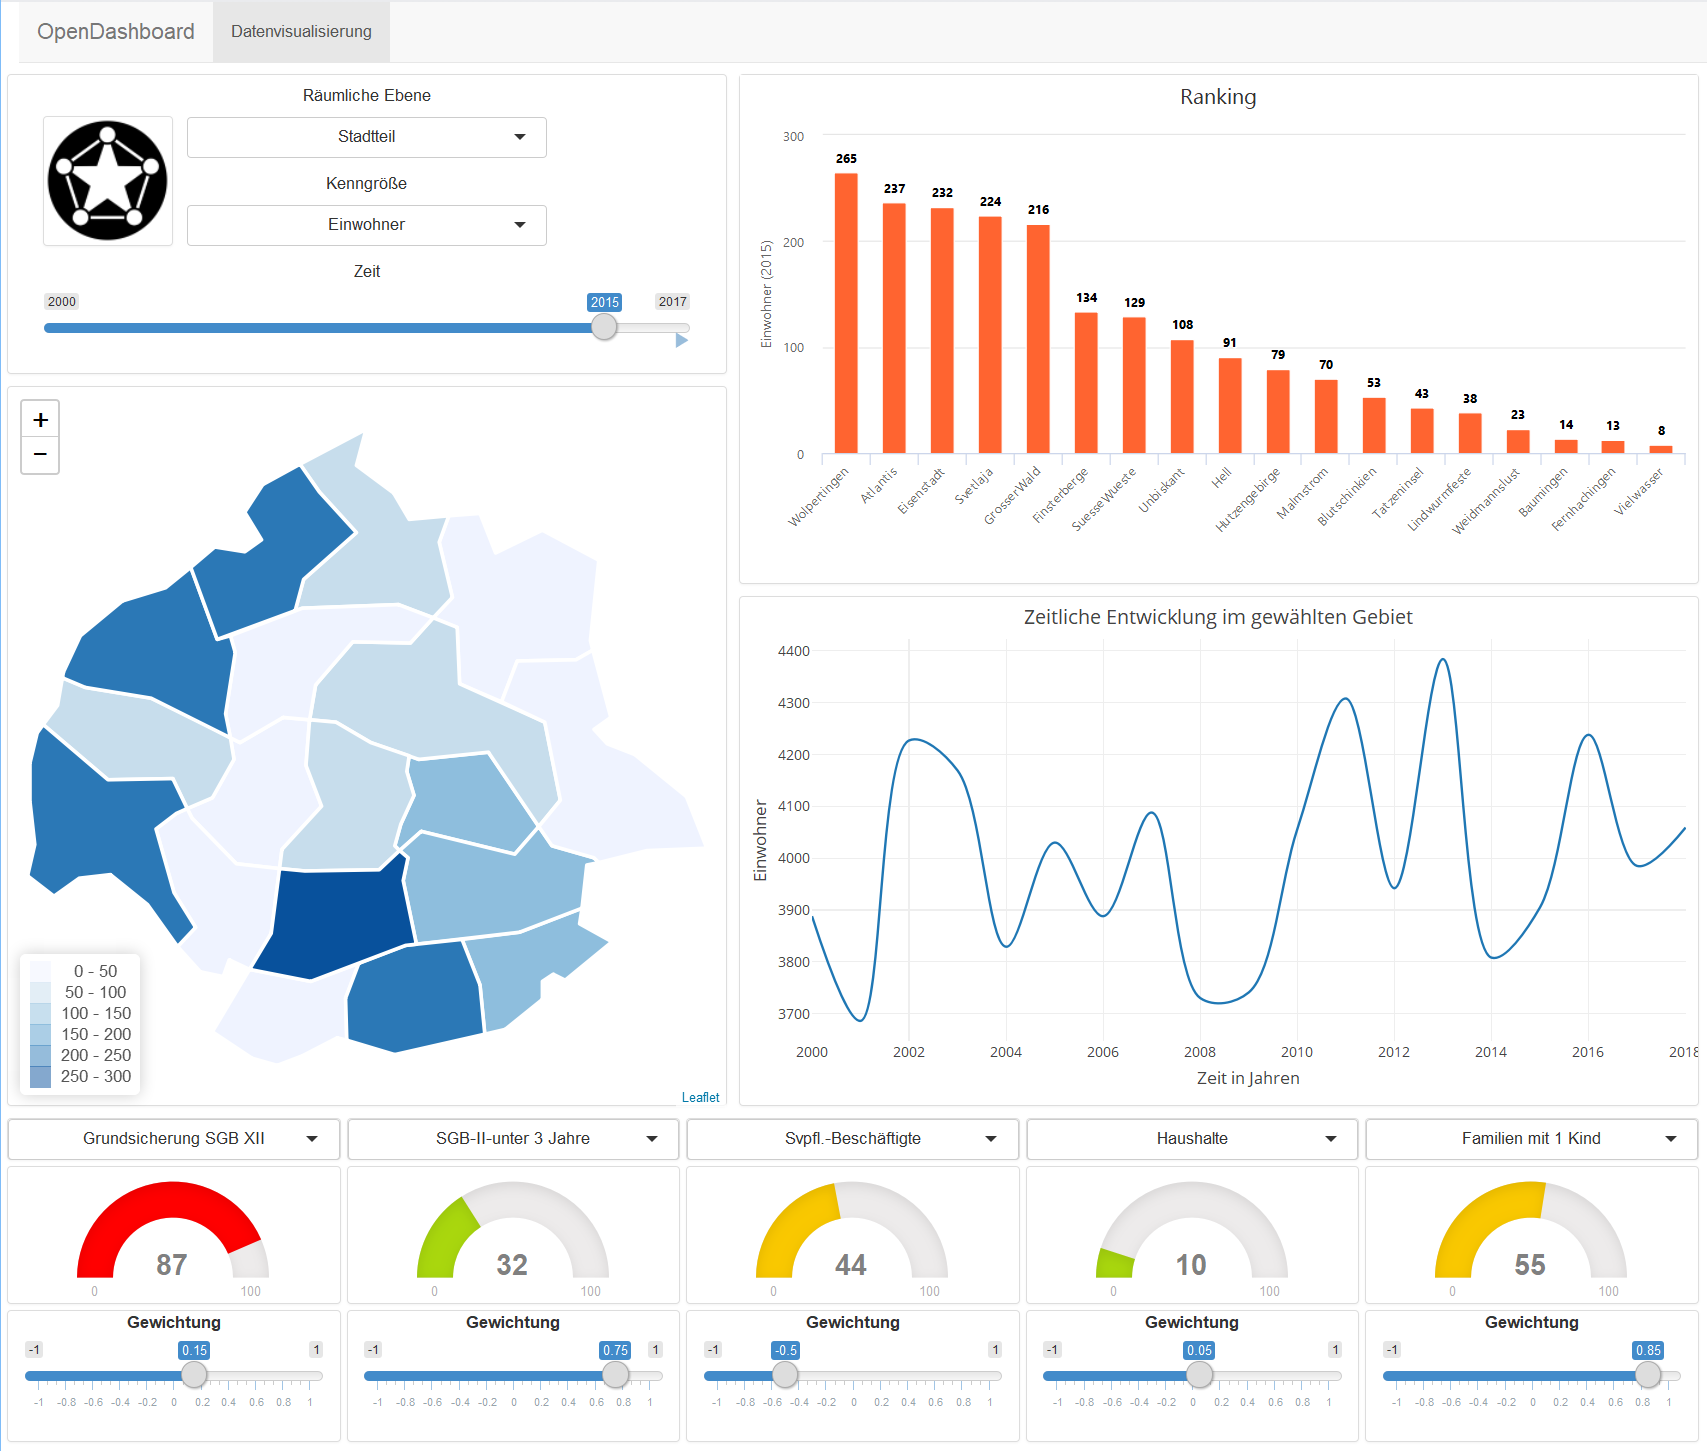 OpenDashboard
Datenvisualisierung
Räumliche Ebene
Stadtteil
Kenngröße
Einwohner
Zeit
2000 2015 2017
+
−
0 - 50
50 - 100
100 - 150
150 - 200
200 - 250
250 - 300
Leaflet
Ranking
Einwohner (2015)
300
200
100
0
265 237 232 224 216 134 129 108 91 79 70 53 43 38 23 14 13 8
Wolpertingen
Atlantis
Eisenstadt
Svetlaja
GrosserWald
Finsterberge
SuesseWueste
Unbiskant
Hell
Hutzengebirge
Malmstrom
Blutschinkien
Tatzeninsel
Lindwurmfeste
Weidmannslust
Baumingen
Fernhachingen
Vielwasser
Zeitliche Entwicklung im gewählten Gebiet
Einwohner
4400
4300
4200
4100
4000
3900
3800
3700
2000 2002 2004 2006 2008 2010 2012 2014 2016 2018
Zeit in Jahren
Grundsicherung SGB XII
87
0 100
Gewichtung
-1 0.15 1
-1 -0.8 -0.6 -0.4 -0.2 0 0.2 0.4 0.6 0.8 1
SGB-II-unter 3 Jahre
32
0 100
Gewichtung
-1 0.75 1
-1 -0.8 -0.6 -0.4 -0.2 0 0.2 0.4 0.6 0.8 1
Svpfl.-Beschäftigte
44
0 100
Gewichtung
-1 -0.5 1
-1 -0.8 -0.6 -0.4 -0.2 0 0.2 0.4 0.6 0.8 1
Haushalte
10
0 100
Gewichtung
-1 0.05 1
-1 -0.8 -0.6 -0.4 -0.2 0 0.2 0.4 0.6 0.8 1
Familien mit 1 Kind
55
0 100
Gewichtung
-1 0.85
-1 -0.8 -0.6 -0.4 -0.2 0 0.2 0.4 0.6 0.8 1